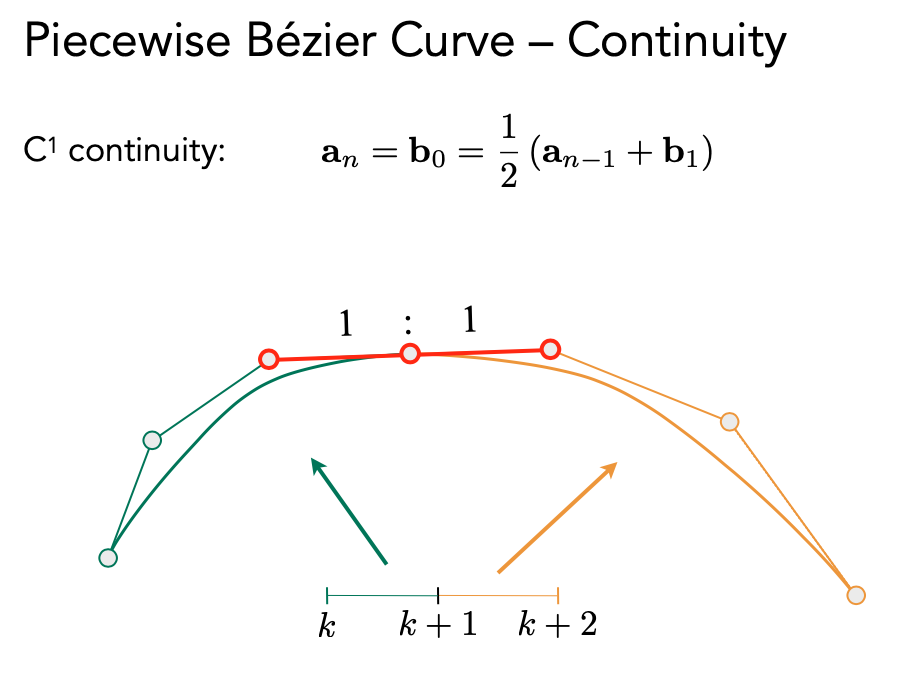 Piecewise Bézier Curve – Continuity
C¹ continuity: aₙ = b₀ = 1/2 (aₙ₋₁ + b₁)
1 : 1
k k + 1 k + 2